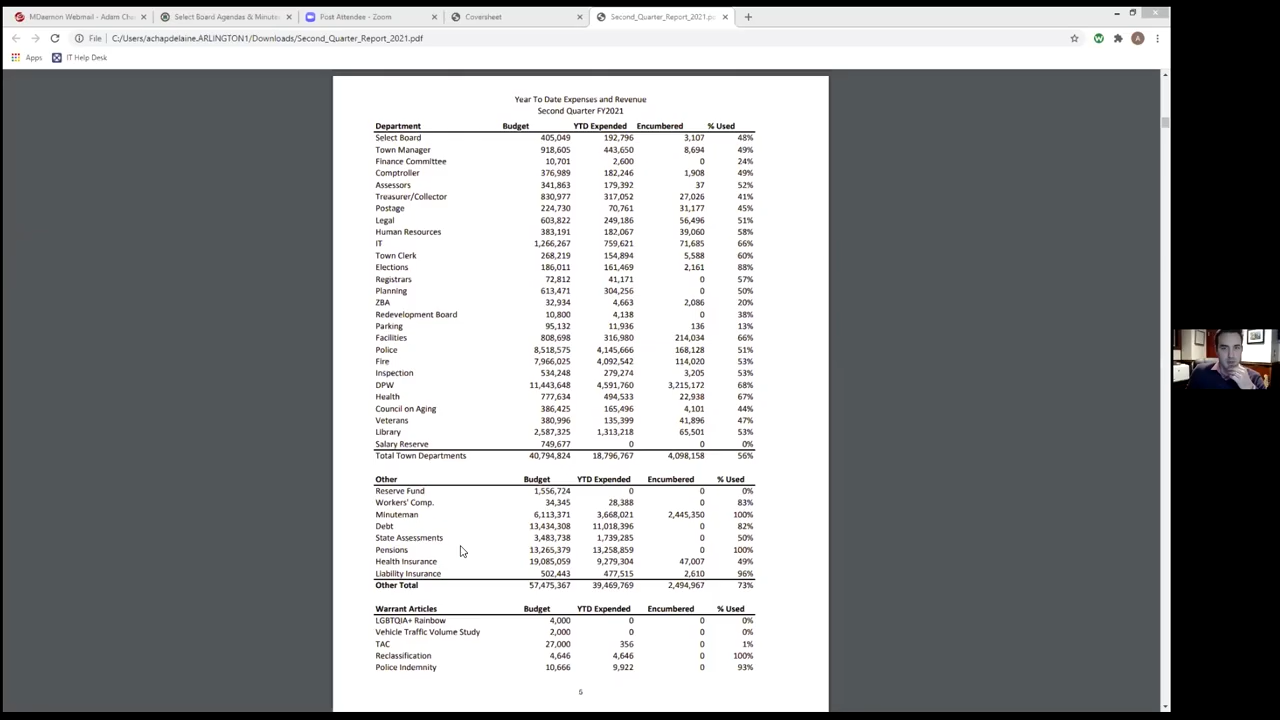 MDaemon Webmail - Adam Cha
Select Board Agendas & Minute
Post Attendee - Zoom
Coversheet
Second_Quarter_Report_2021.p
File
C:/Users/achapdelaine.ARLINGTON1/Downloads/Second_Quarter_Report_2021.pdf
Apps IT Help Desk
Year To Date Expenses and Revenue
Second Quarter FY2021
Department Budget YTD Expended Encumbered % Used
Select Board 405,049 192,796 3,107 48%
Town Manager 918,605 443,650 8,694 49%
Finance Committee 10,701 2,600 0 24%
Comptroller 376,989 182,246 1,908 49%
Assessors 341,863 179,392 37 52%
Treasurer/Collector 830,977 317,052 27,026 41%
Postage 224,730 70,761 31,177 45%
Legal 603,822 249,186 56,496 51%
Human Resources 383,191 182,067 39,060 58%
IT 1,266,267 759,621 71,685 66%
Town Clerk 268,219 154,894 5,588 60%
Elections 186,011 161,469 2,161 88%
Registrars 72,812 41,171 0 57%
Planning 613,471 304,256 0 50%
ZBA 32,934 4,663 2,086 20%
Redevelopment Board 10,800 4,138 0 38%
Parking 95,132 11,936 136 13%
Facilities 808,698 316,980 214,034 66%
Police 8,518,575 4,145,666 168,128 51%
Fire 7,966,025 4,092,542 114,020 53%
Inspection 534,248 279,274 3,205 53%
DPW 11,443,648 4,591,760 3,215,172 68%
Health 777,634 494,533 22,938 67%
Council on Aging 386,425 165,496 4,101 44%
Veterans 380,996 135,399 41,896 47%
Library 2,587,325 1,313,218 65,501 53%
Salary Reserve 749,677 0 0 0%
Total Town Departments 40,794,824 18,796,767 4,098,158 56%
Other Budget YTD Expended Encumbered % Used
Reserve Fund 1,556,724 0 0 0%
Workers' Comp. 34,345 28,388 0 83%
Minuteman 6,113,371 3,668,021 2,445,350 100%
Debt 13,434,308 11,018,396 0 82%
State Assessments 3,483,738 1,739,285 0 50%
Pensions 13,265,379 13,258,859 0 100%
Health Insurance 19,085,059 9,279,304 47,007 49%
Liability Insurance 502,443 477,515 2,610 96%
Other Total 57,475,367 39,469,769 2,494,967 73%
Warrant Articles Budget YTD Expended Encumbered % Used
LGBTQIA+ Rainbow 4,000 0 0 0%
Vehicle Traffic Volume Study 2,000 0 0 0%
TAC 27,000 356 0 1%
Reclassification 4,646 4,646 0 100%
Police Indemnity 10,666 9,922 0 93%